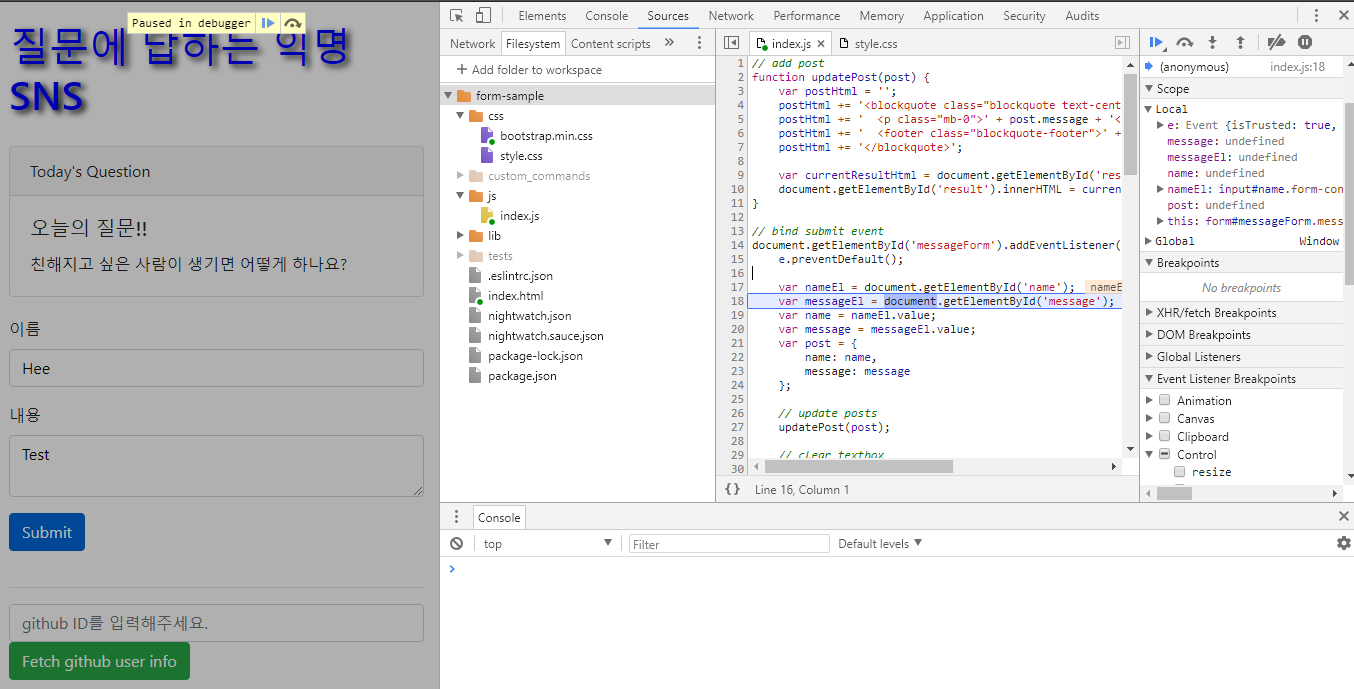 Paused in debugger
질문에 답하는 익명
SNS
Today's Question
오늘의 질문!!
친해지고 싶은 사람이 생기면 어떻게 하나요?
이름
Hee
내용
Test
Submit
github ID를 입력해주세요.
Fetch github user info
Elements Console Sources Network Performance Memory Application Security Audits
Network Filesystem Content scripts »
+ Add folder to workspace
form-sample
css
bootstrap.min.css
style.css
custom_commands
js
index.js
lib
tests
.eslintrc.json
index.html
nightwatch.json
nightwatch.sauce.json
package-lock.json
package.json
index.js × style.css
1 // add post
2 function updatePost(post) {
3 var postHtml = '';
4 postHtml += '<blockquote class="blockquote text-cent
5 postHtml += ' <p class="mb-0">' + post.message + '<
6 postHtml += ' <footer class="blockquote-footer">' +
7 postHtml += '</blockquote>';
8
9 var currentResultHtml = document.getElementById('res
10 document.getElementById('result').innerHTML = curren
11 }
12
13 // bind submit event
14 document.getElementById('messageForm').addEventListener(
15 e.preventDefault();
16
17 var nameEl = document.getElementById('name'); nameE
18 var messageEl = document.getElementById('message');
19 var name = nameEl.value;
20 var message = messageEl.value;
21 var post = {
22 name: name,
23 message: message
24 };
25
26 // update posts
27 updatePost(post);
28
29 // clear textbox
30
{} Line 16, Column 1
(anonymous) index.js:18
Scope
Local
e: Event {isTrusted: true,
message: undefined
messageEl: undefined
name: undefined
nameEl: input#name.form-con
post: undefined
this: form#messageForm.mess
Global Window
Breakpoints
No breakpoints
XHR/fetch Breakpoints
DOM Breakpoints
Global Listeners
Event Listener Breakpoints
Animation
Canvas
Clipboard
Control
resize
Console
top Filter Default levels